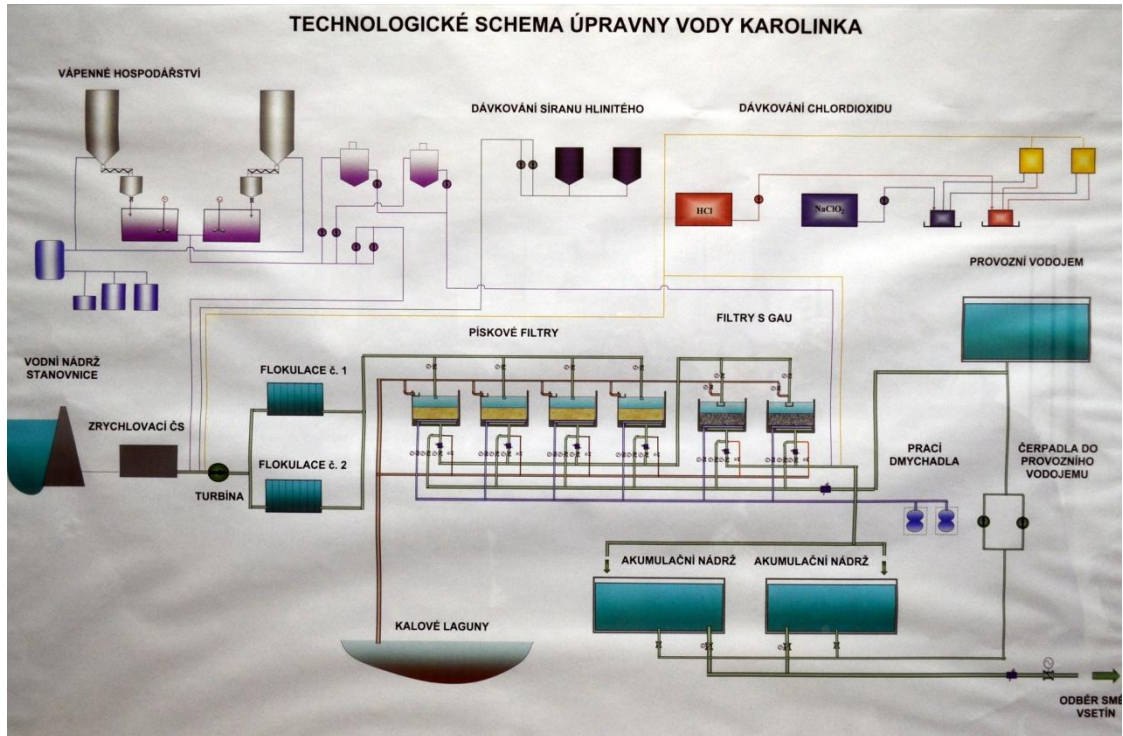 TECHNOLOGICKÉ SCHEMA ÚPRAVNY VODY KAROLINKA
VÁPENNÉ HOSPODÁŘSTVÍ
DÁVKOVÁNÍ SÍRANU HLINITÉHO
DÁVKOVÁNÍ CHLORDIOXIDU
HCl
NaClO₂
PROVOZNÍ VODOJEM
PÍSKOVÉ FILTRY
FILTRY S GAU
VODNÍ NÁDRŽ
STANOVNICE
FLOKULACE č. 1
ZRYCHLOVACÍ ČS
FLOKULACE č. 2
TURBÍNA
PRACÍ
DMYCHADLA
ČERPADLA DO
PROVOZNÍHO
VODOJEMU
AKUMULAČNÍ NÁDRŽ
AKUMULAČNÍ NÁDRŽ
KALOVÉ LAGUNY
ODBĚR SMĚ
VSETÍN